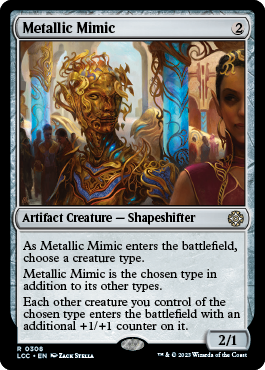 Metallic Mimic 2
Artifact Creature — Shapeshifter
As Metallic Mimic enters the battlefield,
choose a creature type.
Metallic Mimic is the chosen type in
addition to its other types.
Each other creature you control of the
chosen type enters the battlefield with an
additional +1/+1 counter on it.
2/1
R 0308
LCC • EN Zack Stella
™ & © 2023 Wizards of the Coast